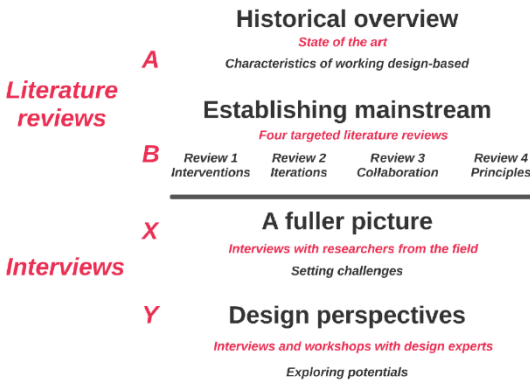 Historical overview
State of the art
A
Characteristics of working design-based
Literature
reviews
Establishing mainstream
Four targeted literature reviews
B
Review 1 Review 2 Review 3 Review 4
Interventions Iterations Collaboration Principles
A fuller picture
X
Interviews with researchers from the field
Interviews
Setting challenges
Y
Design perspectives
Interviews and workshops with design experts
Exploring potentials